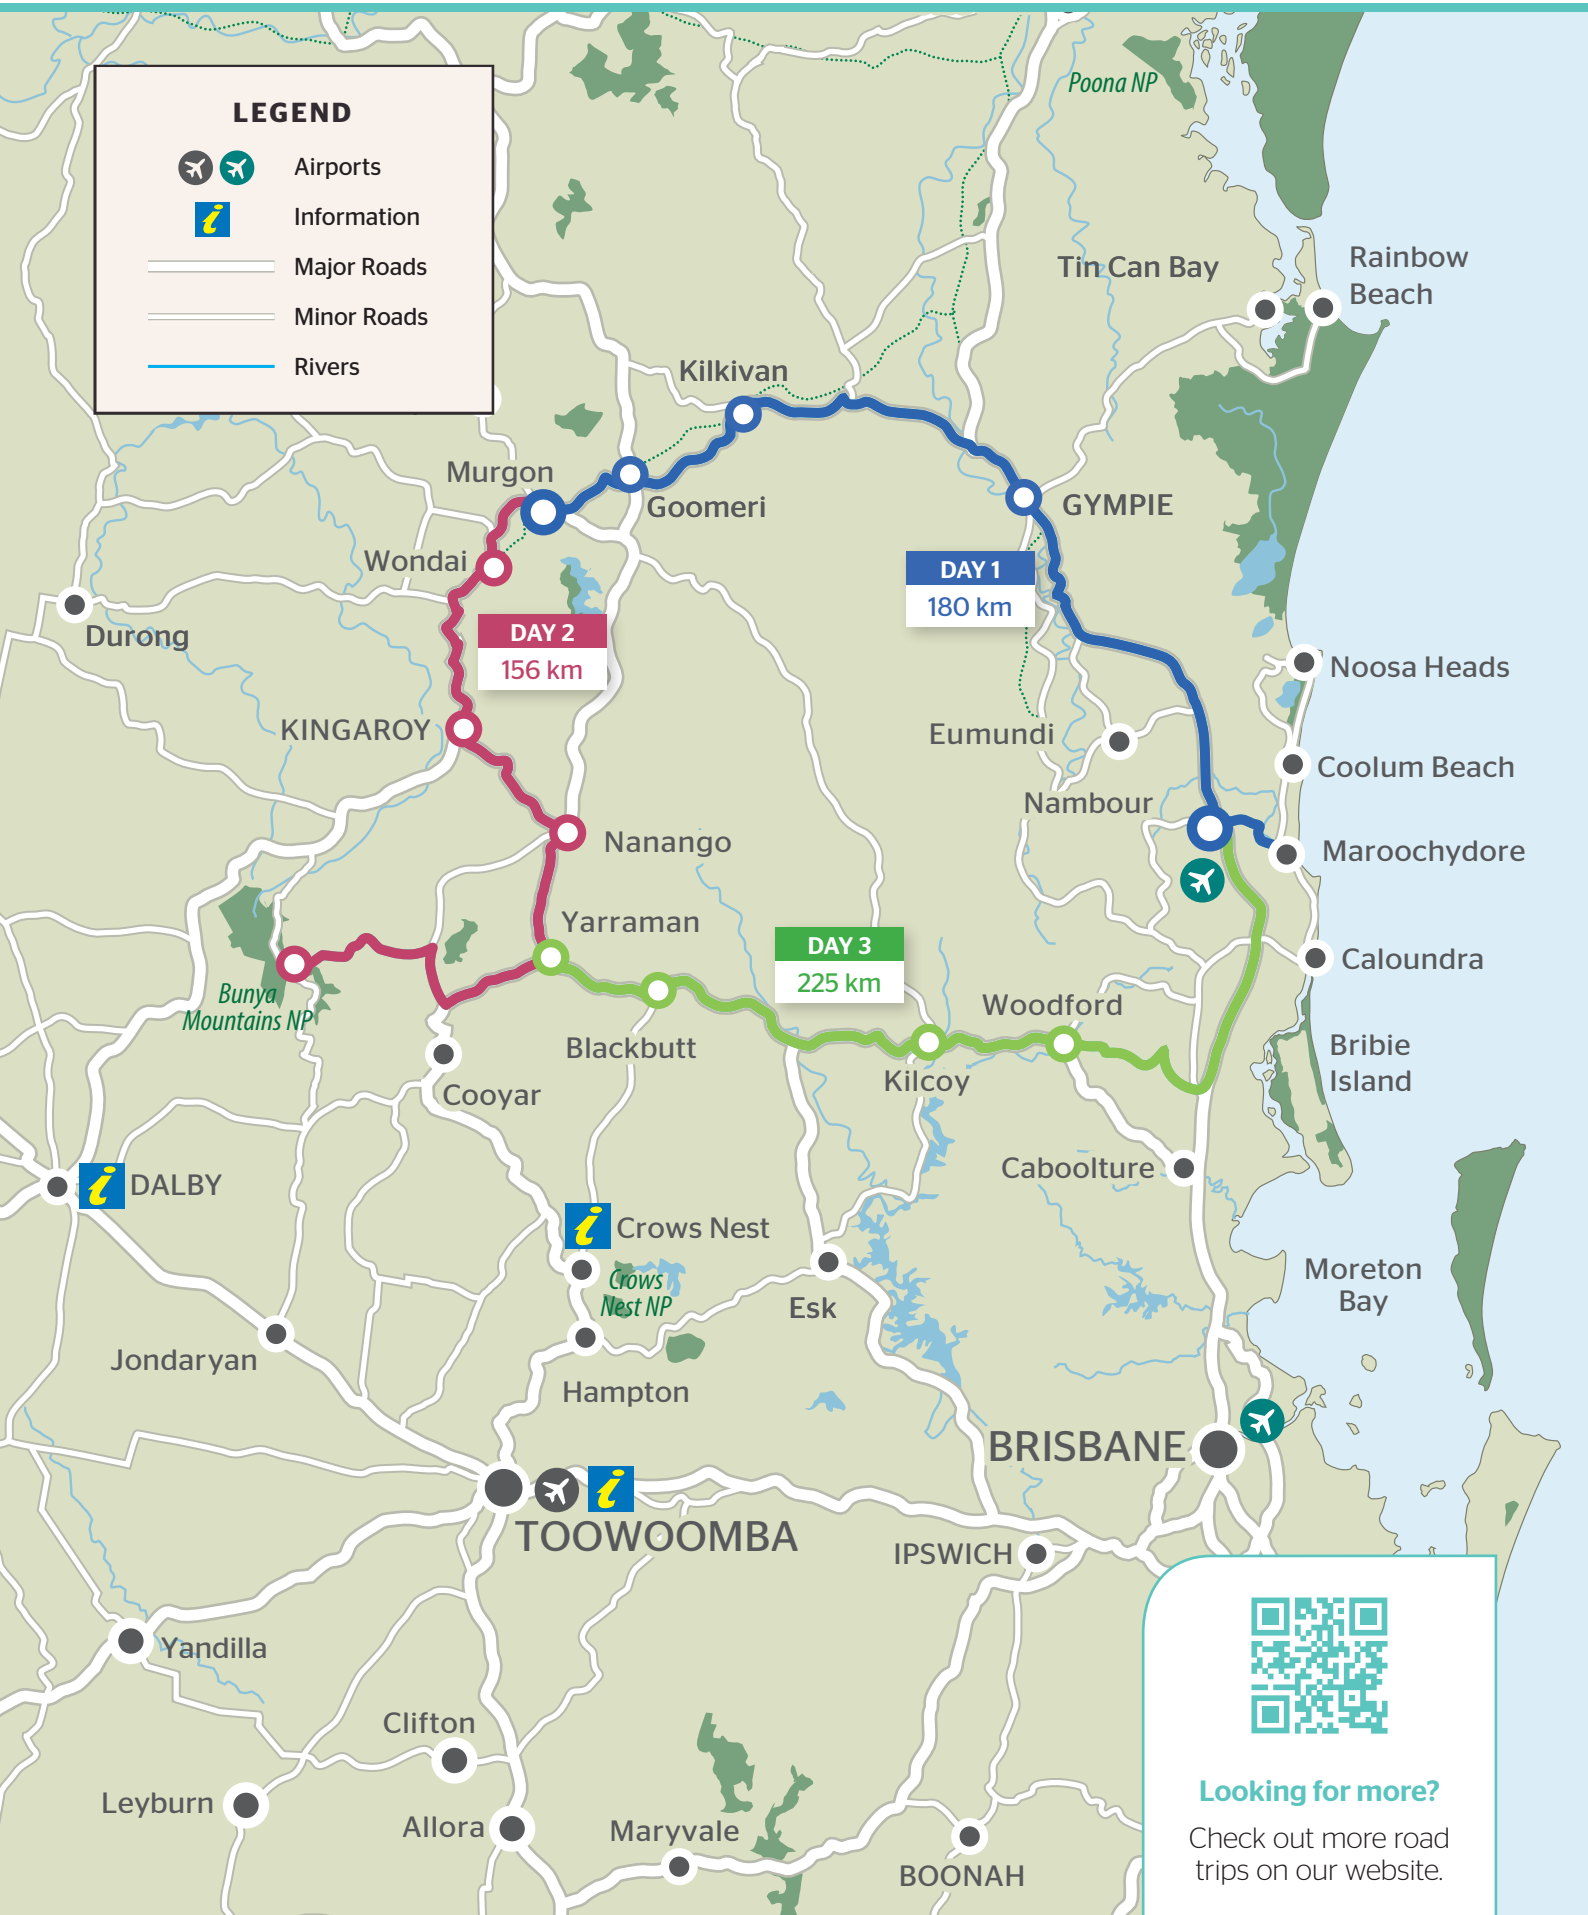 LEGEND
Airports
Information
Major Roads
Minor Roads
Rivers
Poona NP
Tin Can Bay
Rainbow
Beach
Kilkivan
Murgon
Goomeri
GYMPIE
Wondai
DAY 1
180 km
Durong
DAY 2
156 km
Noosa Heads
KINGAROY
Eumundi
Coolum Beach
Nambour
Nanango
Maroochydore
Yarraman
DAY 3
225 km
Caloundra
Bunya
Mountains NP
Woodford
Blackbutt
Bribie
Island
Kilcoy
Cooyar
Caboolture
DALBY
Crows Nest
Crows
Nest NP
Moreton
Bay
Esk
Jondaryan
Hampton
BRISBANE
TOOWOOMBA
IPSWICH
Yandilla
Clifton
Leyburn
Allora
Maryvale
BOONAH
Looking for more?
Check out more road
trips on our website.